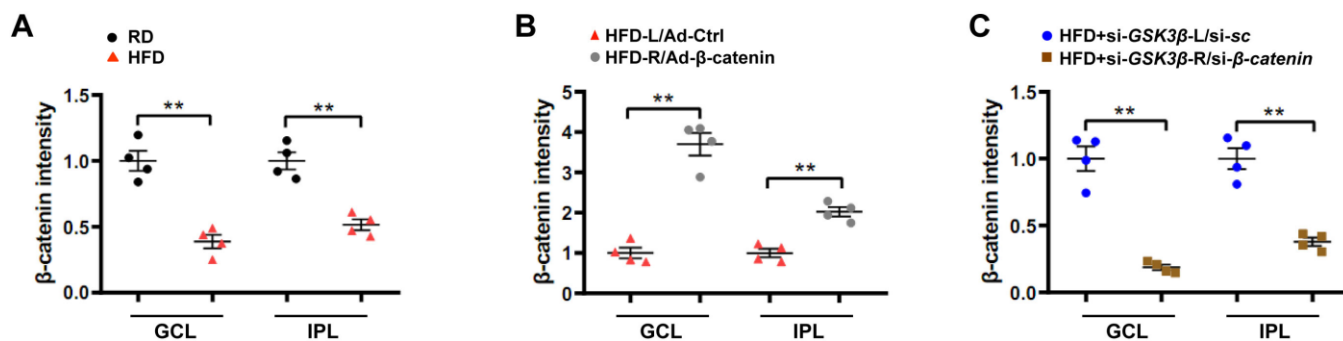 A
RD
HFD
β-catenin intensity
1.5
1.0
0.5
0.0
**
**
GCL
IPL
B
HFD-L/Ad-Ctrl
HFD-R/Ad-β-catenin
β-catenin intensity
5
4
3
2
1
0
**
**
GCL
IPL
C
HFD+si-GSK3β-L/si-sc
HFD+si-GSK3β-R/si-β-catenin
β-catenin intensity
1.5
1.0
0.5
0.0
**
**
GCL
IPL